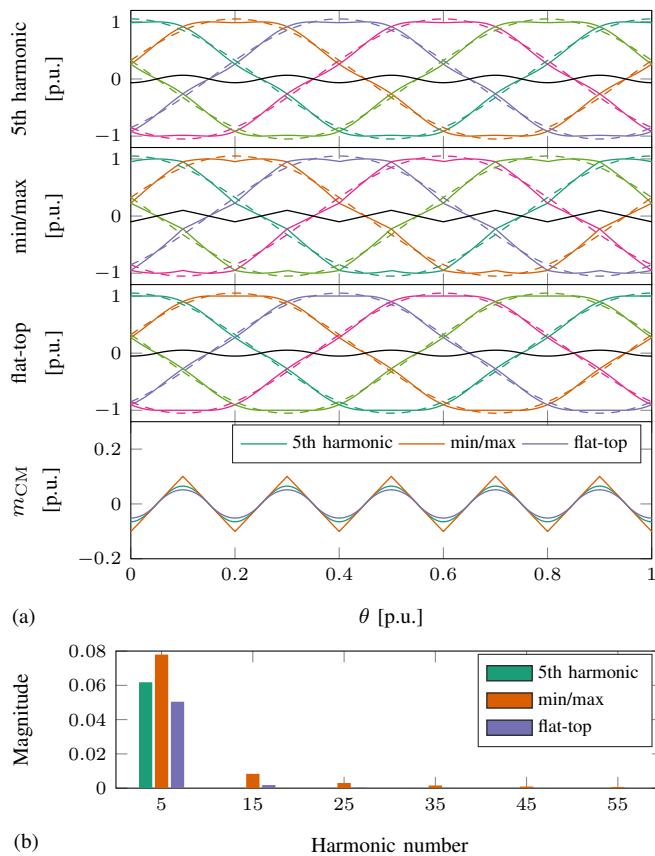 5th harmonic
[p.u.]
1
0
−1
min/max
[p.u.]
1
0
−1
flat-top
[p.u.]
1
0
−1
m_CM
[p.u.]
0.2
0
−0.2
5th harmonic min/max flat-top
0 0.2 0.4 0.6 0.8 1
(a) θ [p.u.]
Magnitude
0.08
0.06
0.04
0.02
0
5th harmonic
min/max
flat-top
5 15 25 35 45 55
(b) Harmonic number